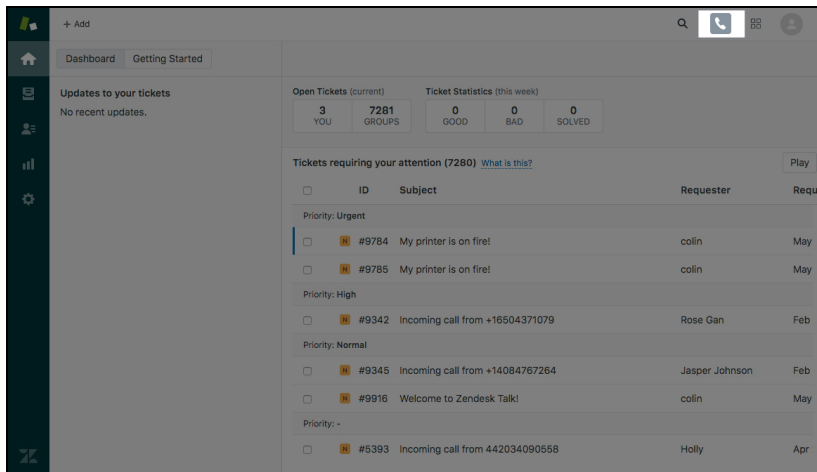 + Add
Dashboard Getting Started
Updates to your tickets
No recent updates.
Open Tickets (current) Ticket Statistics (this week)
3 7281 0 0 0
YOU GROUPS GOOD BAD SOLVED
Tickets requiring your attention (7280) What is this? Play
ID Subject Requester Requ
Priority: Urgent
N #9784 My printer is on fire! colin May
N #9785 My printer is on fire! colin May
Priority: High
N #9342 Incoming call from +16504371079 Rose Gan Feb
Priority: Normal
N #9345 Incoming call from +14084767264 Jasper Johnson Feb
N #9916 Welcome to Zendesk Talk! colin May
Priority: -
N #5393 Incoming call from 442034090558 Holly Apr